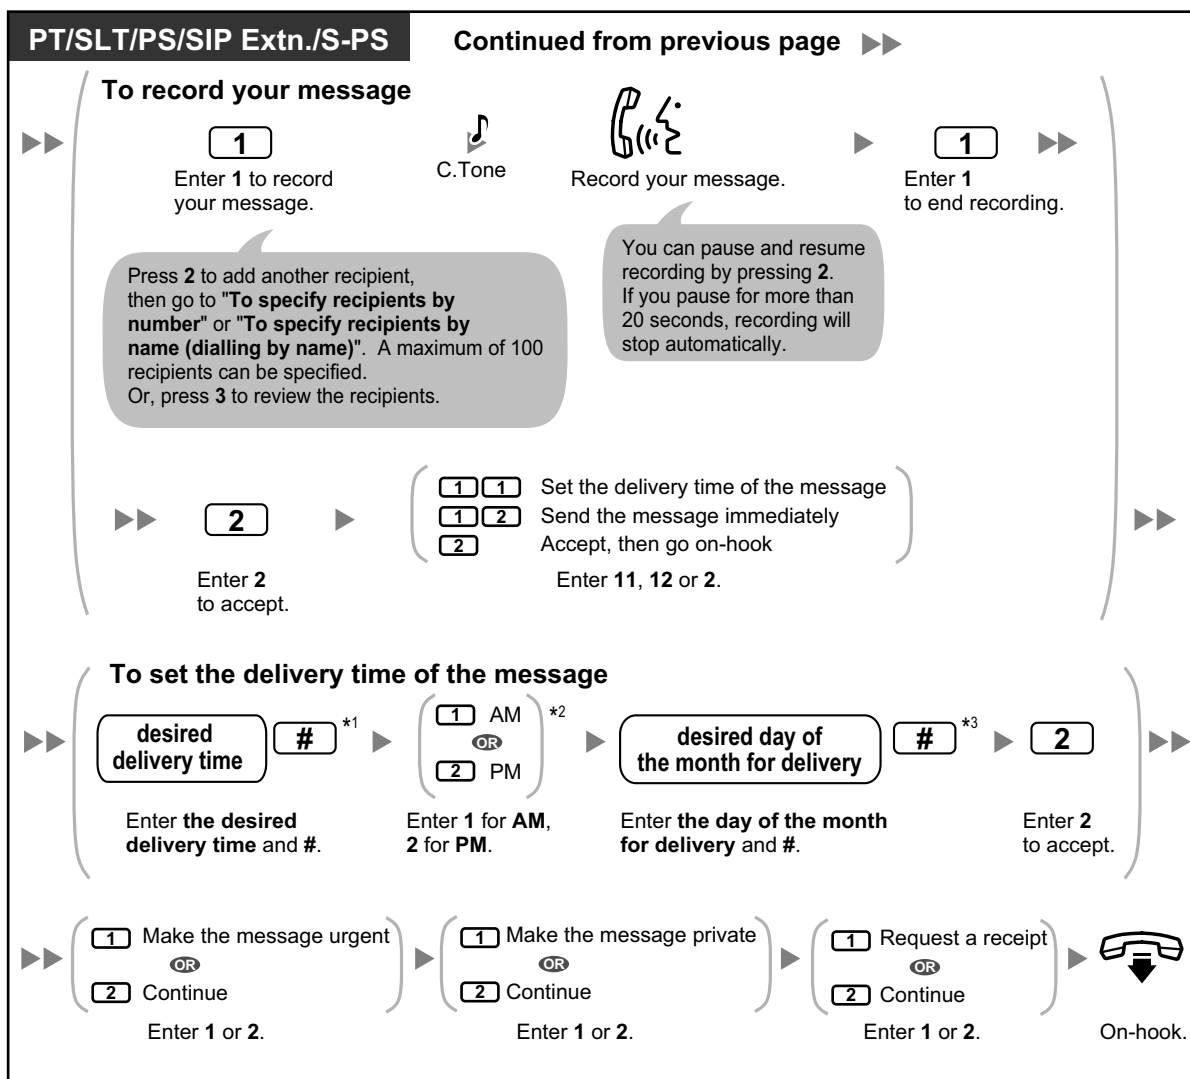 PT/SLT/PS/SIP Extn./S-PS Continued from previous page
To record your message
1
Enter 1 to record
your message.
C.Tone
Record your message.
1
Enter 1
to end recording.
Press 2 to add another recipient,
then go to "To specify recipients by
number" or "To specify recipients by
name (dialling by name)". A maximum of 100
recipients can be specified.
Or, press 3 to review the recipients.
You can pause and resume
recording by pressing 2.
If you pause for more than
20 seconds, recording will
stop automatically.
2
Enter 2
to accept.
1 1 Set the delivery time of the message
1 2 Send the message immediately
2 Accept, then go on-hook
Enter 11, 12 or 2.
To set the delivery time of the message
desired
delivery time
# *1
Enter the desired
delivery time and #.
1 AM *2
OR
2 PM
Enter 1 for AM,
2 for PM.
desired day of
the month for delivery
# *3
Enter the day of the month
for delivery and #.
2
Enter 2
to accept.
1 Make the message urgent
OR
2 Continue
Enter 1 or 2.
1 Make the message private
OR
2 Continue
Enter 1 or 2.
1 Request a receipt
OR
2 Continue
Enter 1 or 2.
On-hook.